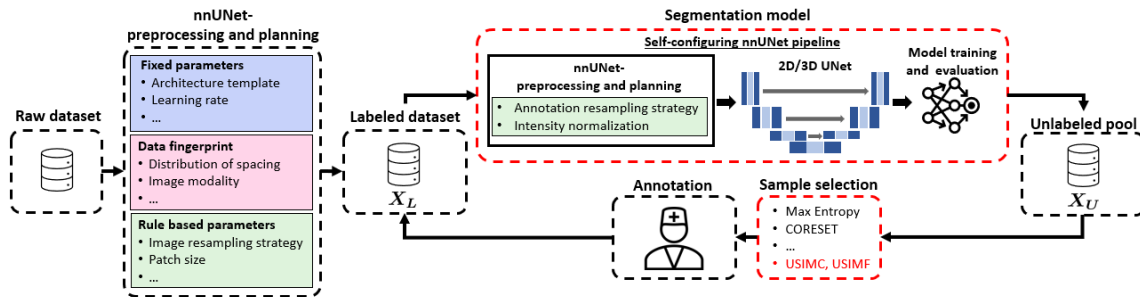 nnUNet-
preprocessing and planning
Fixed parameters
• Architecture template
• Learning rate
• ...
Data fingerprint
• Distribution of spacing
• Image modality
• ...
Rule based parameters
• Image resampling strategy
• Patch size
• ...
Raw dataset
Labeled dataset
X_L
Segmentation model
Self-configuring nnUNet pipeline
nnUNet-
preprocessing and planning
• Annotation resampling strategy
• Intensity normalization
2D/3D UNet
Model training
and evaluation
Unlabeled pool
X_U
Sample selection
• Max Entropy
• CORESET
• ...
• USIMC, USIMF
Annotation